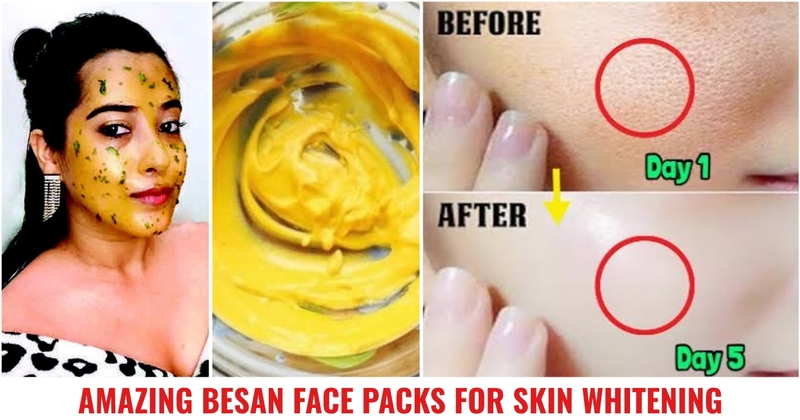 BEFORE
Day 1
AFTER
Day 5
AMAZING BESAN FACE PACKS FOR SKIN WHITENING